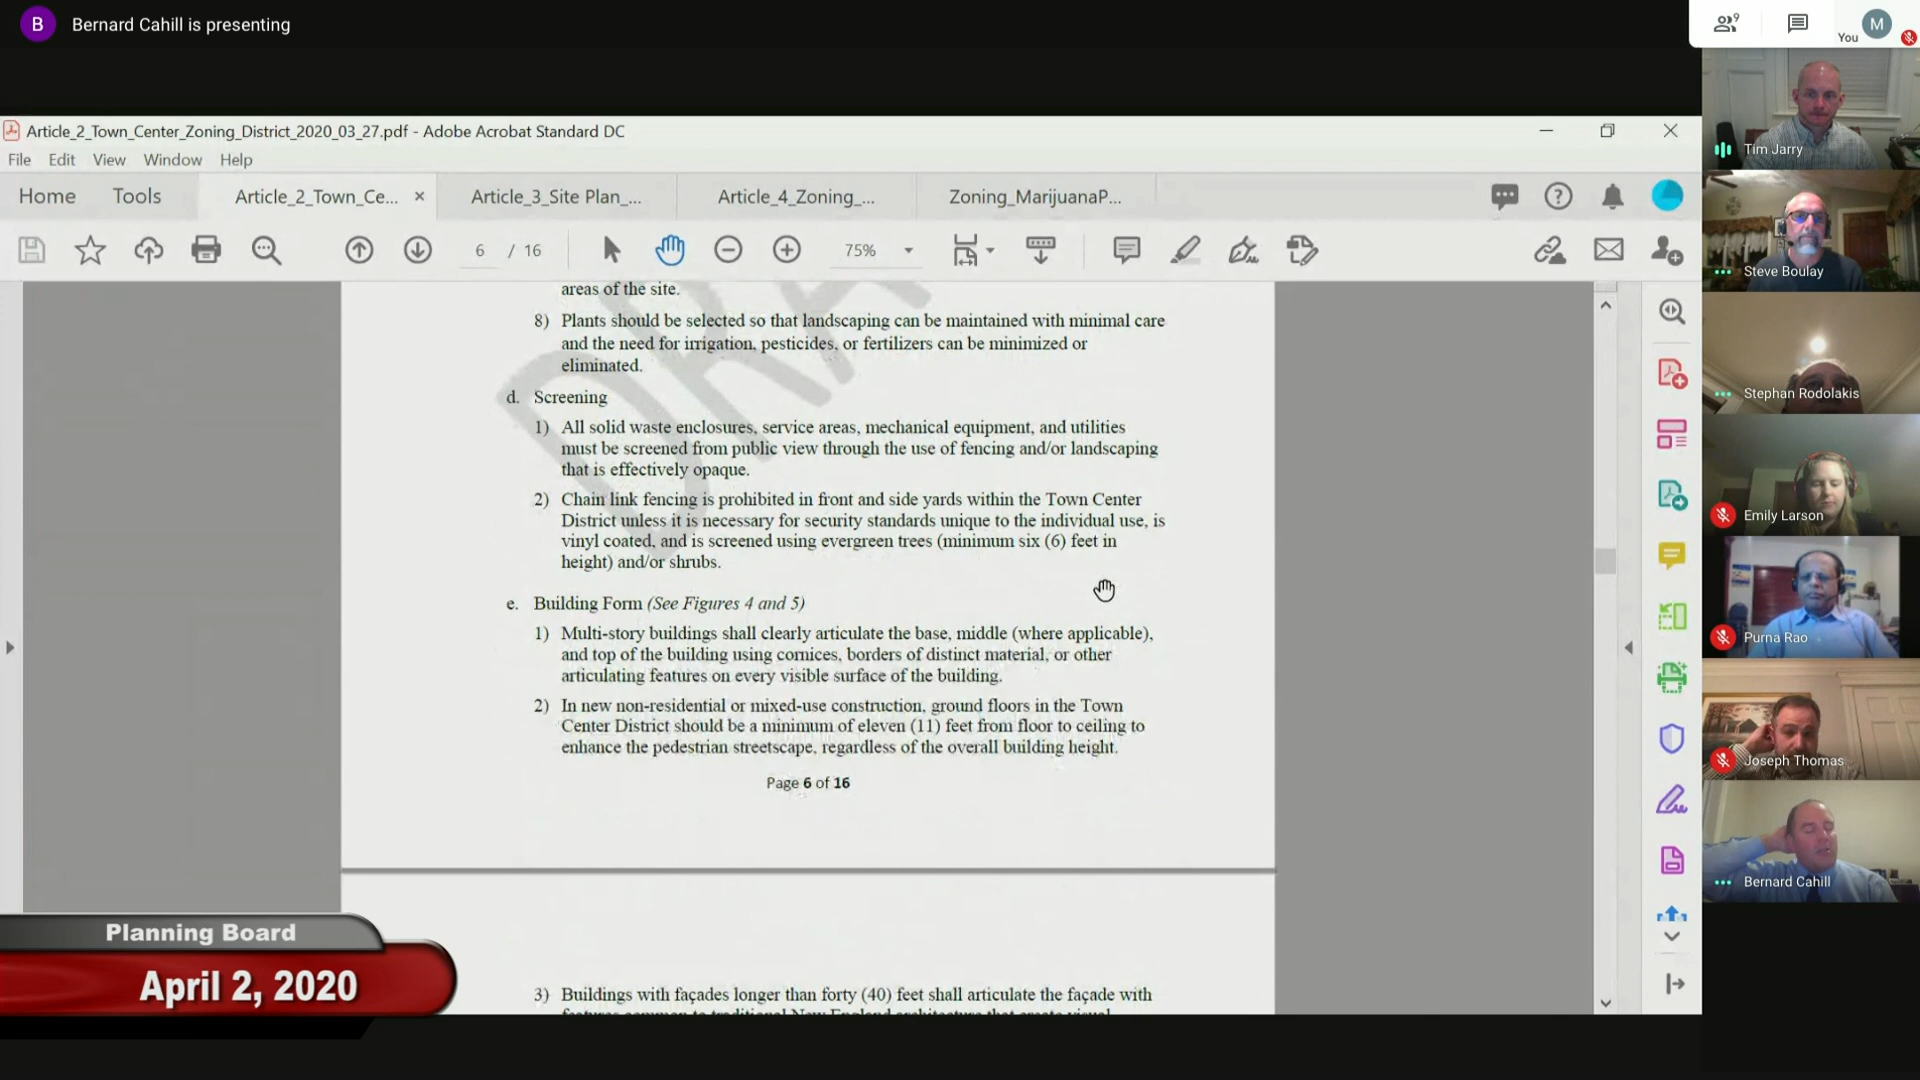 B Bernard Cahill is presenting
9
You M
Article_2_Town_Center_Zoning_District_2020_03_27.pdf - Adobe Acrobat Standard DC
File Edit View Window Help
Home Tools Article_2_Town_Ce... × Article_3_Site Plan_... Article_4_Zoning_... Zoning_MarijuanaP...
6 / 16 75%
areas of the site.
8) Plants should be selected so that landscaping can be maintained with minimal care
and the need for irrigation, pesticides, or fertilizers can be minimized or
eliminated.
d. Screening
1) All solid waste enclosures, service areas, mechanical equipment, and utilities
must be screened from public view through the use of fencing and/or landscaping
that is effectively opaque.
2) Chain link fencing is prohibited in front and side yards within the Town Center
District unless it is necessary for security standards unique to the individual use, is
vinyl coated, and is screened using evergreen trees (minimum six (6) feet in
height) and/or shrubs.
e. Building Form (See Figures 4 and 5)
1) Multi-story buildings shall clearly articulate the base, middle (where applicable),
and top of the building using cornices, borders of distinct material, or other
articulating features on every visible surface of the building.
2) In new non-residential or mixed-use construction, ground floors in the Town
Center District should be a minimum of eleven (11) feet from floor to ceiling to
enhance the pedestrian streetscape, regardless of the overall building height.
Page 6 of 16
3) Buildings with façades longer than forty (40) feet shall articulate the façade with
features common to traditional New England architecture that create visual
Tim Jarry
Steve Boulay
Stephan Rodolakis
Emily Larson
Purna Rao
Joseph Thomas
Bernard Cahill
Planning Board
April 2, 2020